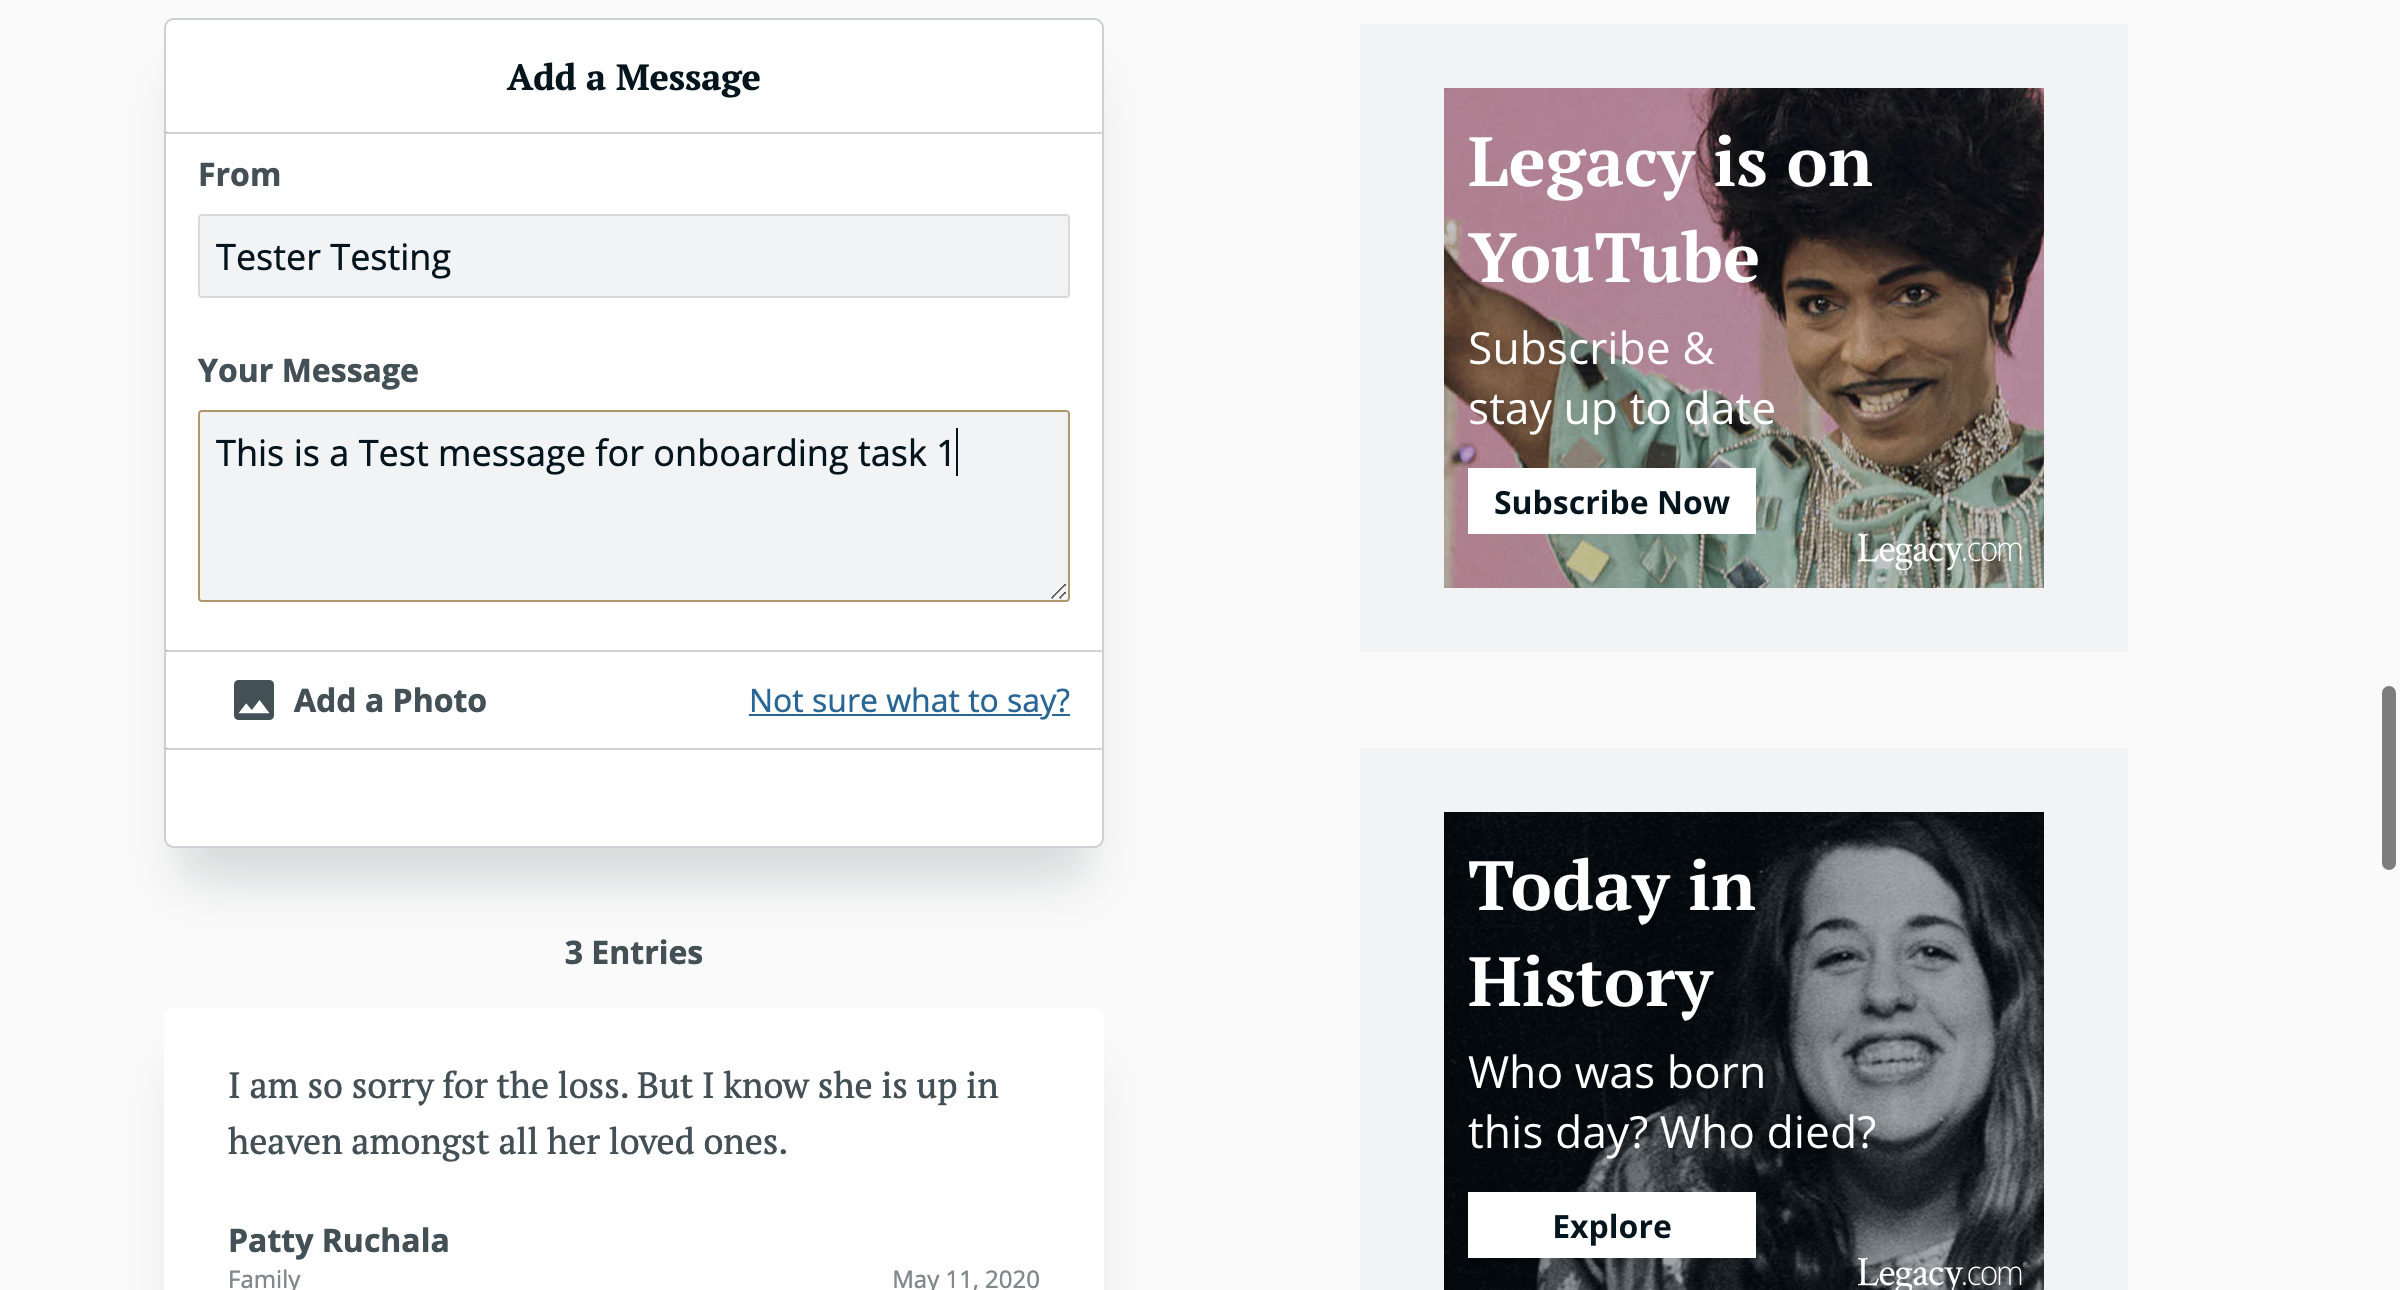 Add a Message
From
Tester Testing
Your Message
This is a Test message for onboarding task 1
Add a Photo
Not sure what to say?
3 Entries
I am so sorry for the loss. But I know she is up in
heaven amongst all her loved ones.
Patty Ruchala
Family
May 11, 2020
Legacy is on
YouTube
Subscribe &
stay up to date
Subscribe Now
Legacy.com
Today in
History
Who was born
this day? Who died?
Explore
Legacy.com